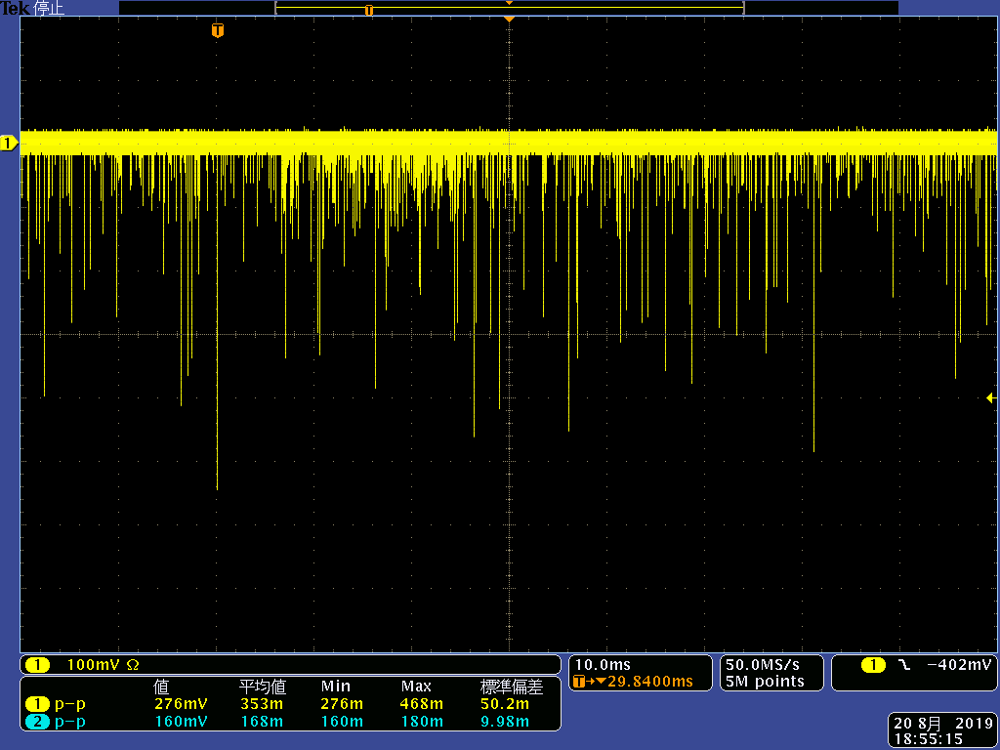 Tek 停止
T
T
1
1 100mV Ω
10.0ms
T→▼29.8400ms
50.0MS/s
5M points
1 ∖ −402mV
値 平均値 Min Max 標準偏差
1 p−p 276mV 353m 276m 468m 50.2m
2 p−p 160mV 168m 160m 180m 9.98m
20 8月 2019
18:55:15